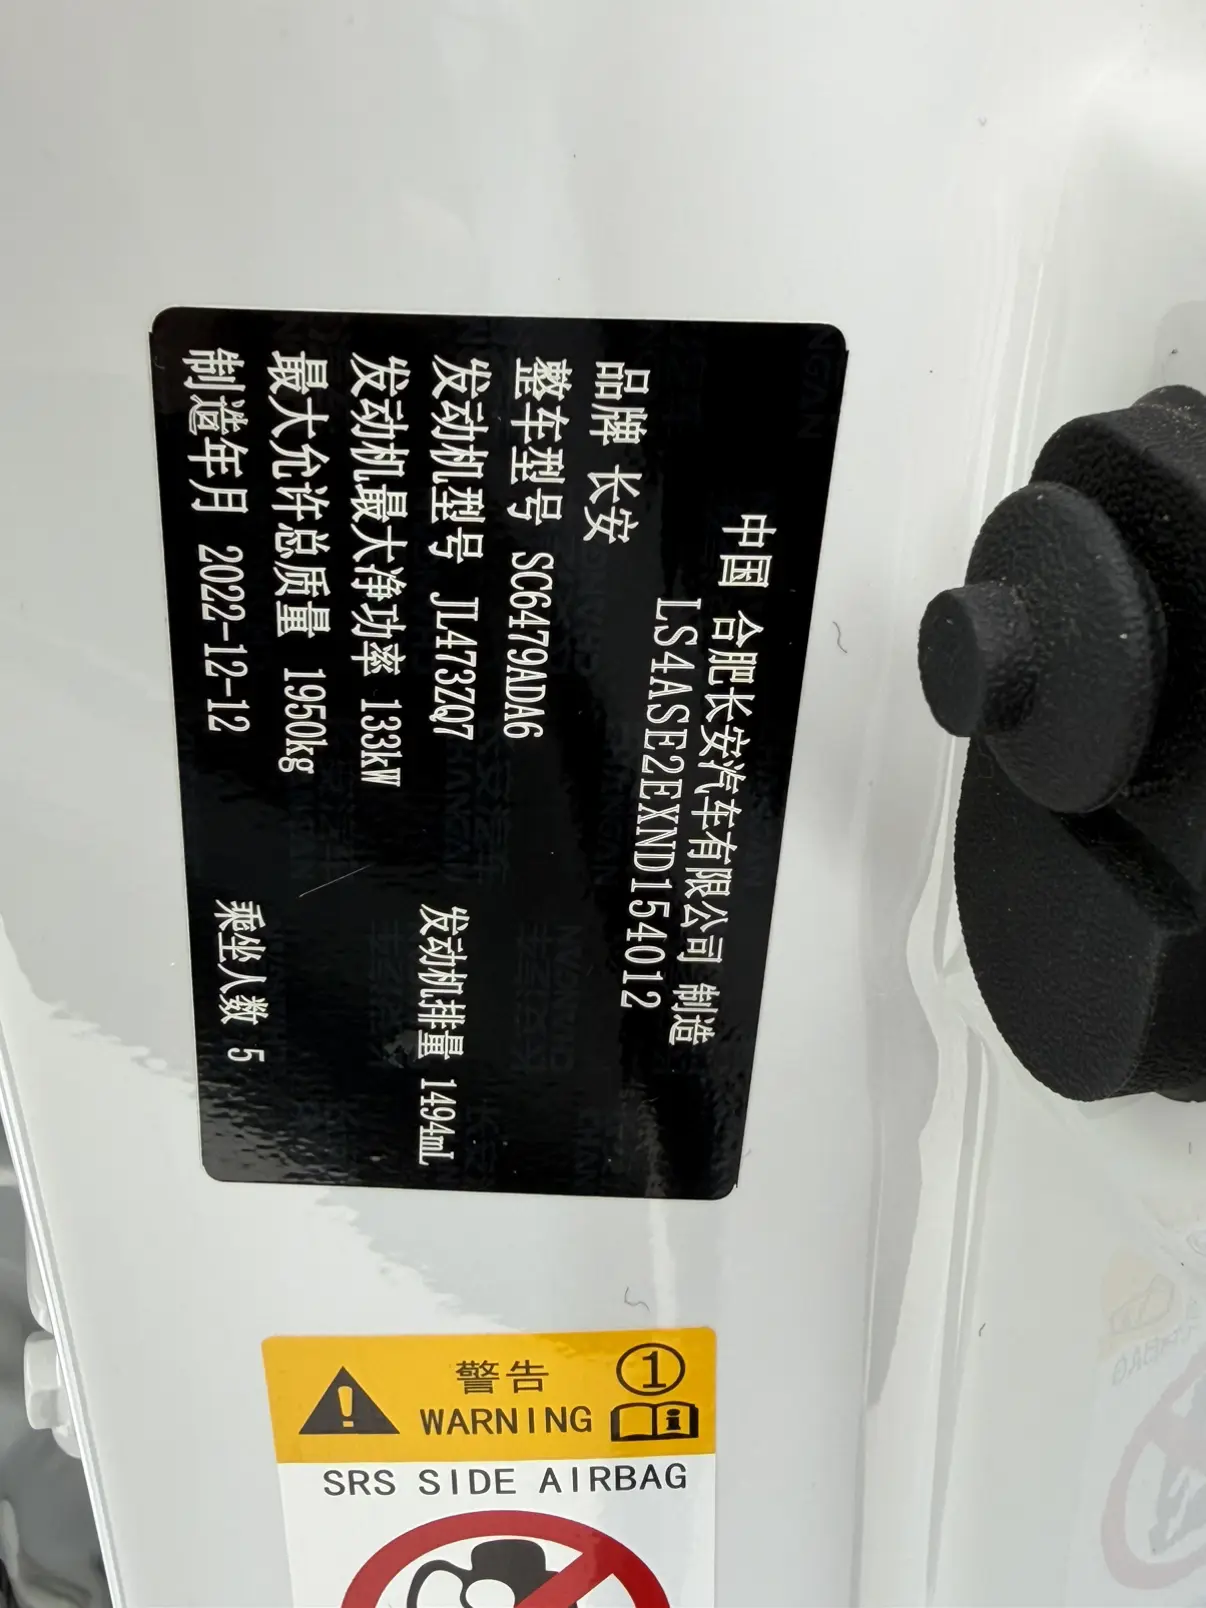 中国 合肥长安汽车有限公司 制造
LS4ASE2EXND154012
品牌 长安
整车型号 SC6479ADA6
发动机型号 JL473ZQ7 发动机排量 1494mL
发动机最大净功率 133kW
最大允许总质量 1950kg
制造年月 2022-12-12 乘坐人数 5
警告 1
WARNING
SRS SIDE AIRBAG